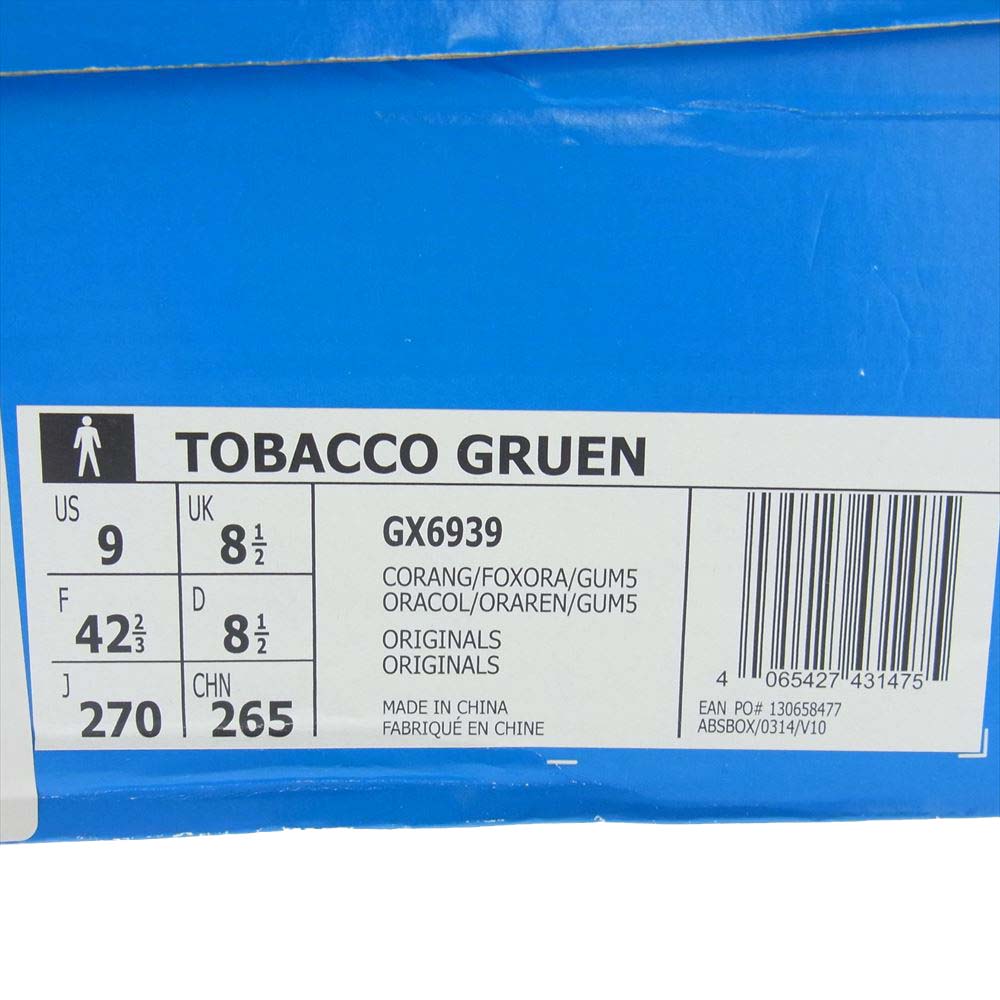 TOBACCO GRUEN
US 9 UK 8 1/2
F 42 2/3 D 8 1/2
J 270 CHN 265
GX6939
CORANG/FOXORA/GUM5
ORACOL/ORAREN/GUM5
ORIGINALS
ORIGINALS
MADE IN CHINA
FABRIQUÉ EN CHINE
4 065427 431475
EAN PO# 130658477
ABSBOX/0314/V10